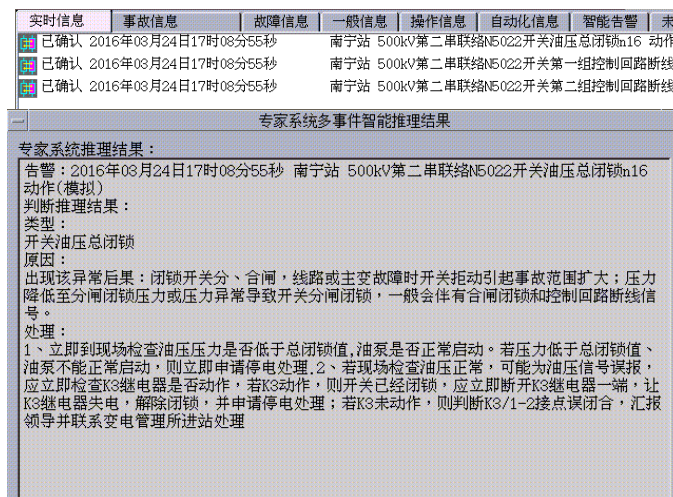 实时信息 事故信息 故障信息 一般信息 操作信息 自动化信息 智能告警 未
已确认 2016年03月24日17时08分55秒 南宁站 500kV第二串联络N5022开关油压总闭锁n16 动作
已确认 2016年03月24日17时08分55秒 南宁站 500kV第二串联络N5022开关第一组控制回路断线
已确认 2016年03月24日17时08分55秒 南宁站 500kV第二串联络N5022开关第二组控制回路断线
专家系统多事件智能推理结果
专家系统推理结果：
告警：2016年03月24日17时08分55秒 南宁站 500kV第二串联络N5022开关油压总闭锁n16
动作(模拟)
判断推理结果：
类型：
开关油压总闭锁
原因：
出现该异常后果：闭锁开关分、合闸，线路或主变故障时开关拒动引起事故范围扩大；压力
降低至分闸闭锁压力或压力异常导致开关分闸闭锁，一般会伴有合闸闭锁和控制回路断线信
号。
处理：
1、立即到现场检查油压压力是否低于总闭锁值,油泵是否正常启动。若压力低于总闭锁值、
油泵不能正常启动，则立即申请停电处理.2、若现场检查油压正常，可能为油压信号误报，
应立即检查K3继电器是否动作，若K3动作，则开关已经闭锁，应立即断开K3继电器一端，让
K3继电器失电，解除闭锁，并申请停电处理；若K3未动作，则判断K3/1-2接点误闭合，汇报
领导并联系变电管理所进站处理